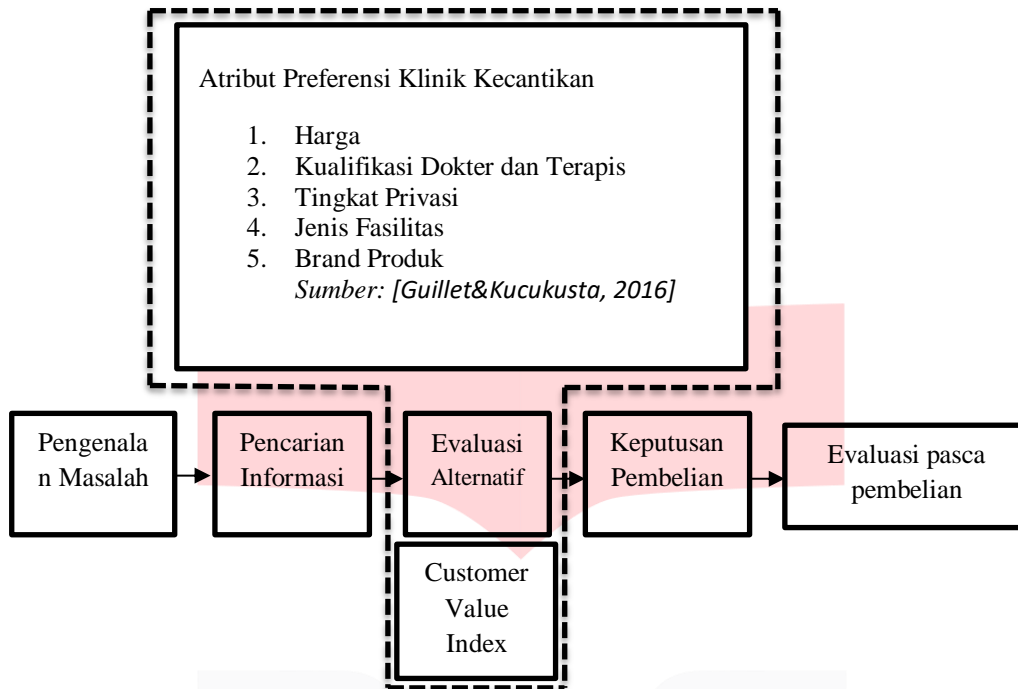 Atribut Preferensi Klinik Kecantikan
1. Harga
2. Kualifikasi Dokter dan Terapis
3. Tingkat Privasi
4. Jenis Fasilitas
5. Brand Produk
Sumber: [Guillet&Kucukusta, 2016]
Pengenala
n Masalah
Pencarian
Informasi
Evaluasi
Alternatif
Keputusan
Pembelian
Evaluasi pasca
pembelian
Customer
Value
Index